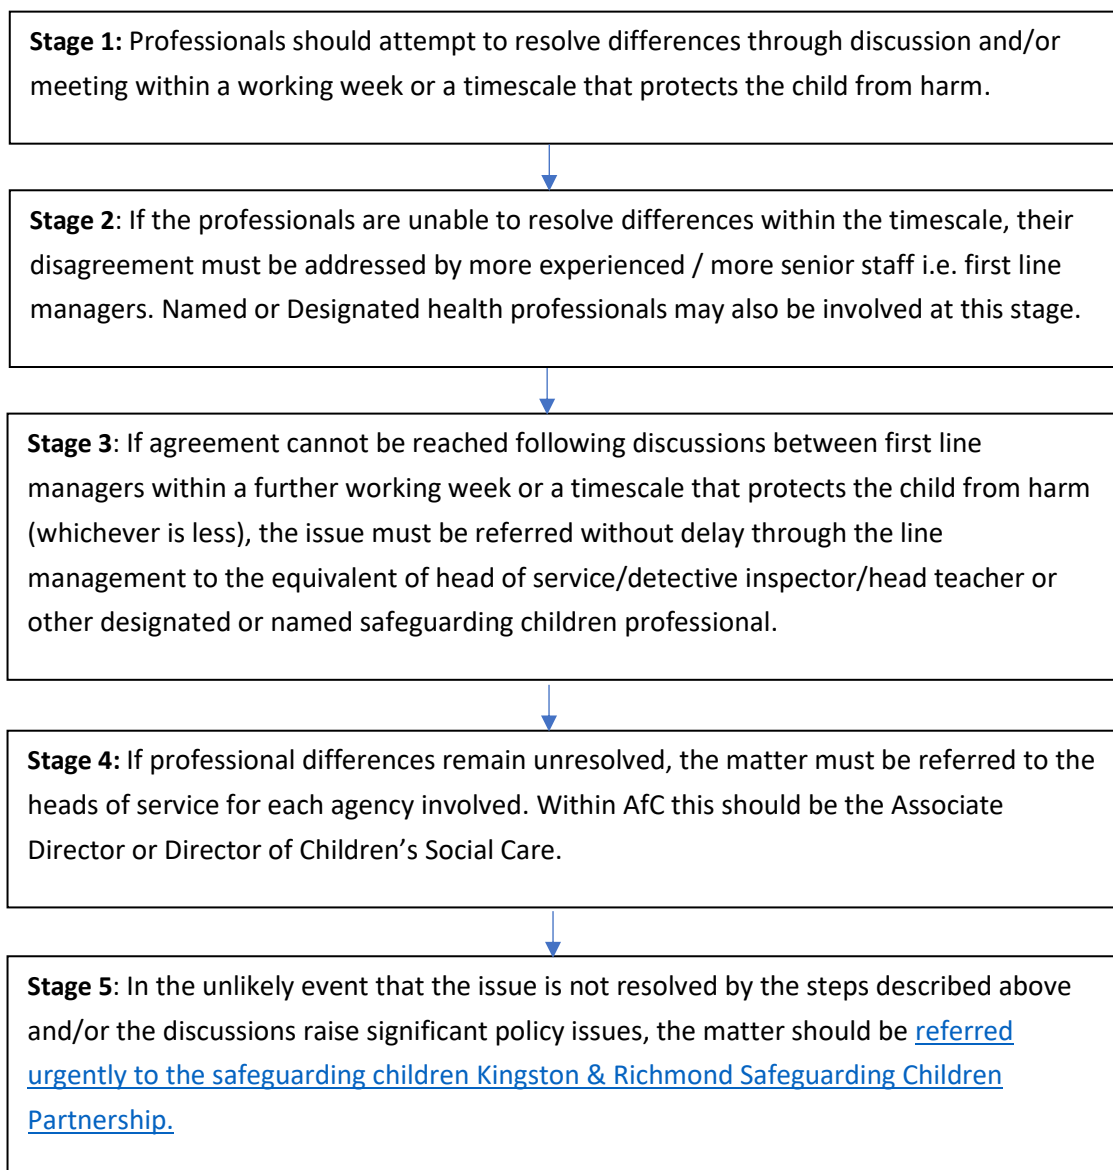 Stage 1: Professionals should attempt to resolve differences through discussion and/or
meeting within a working week or a timescale that protects the child from harm.
Stage 2: If the professionals are unable to resolve differences within the timescale, their
disagreement must be addressed by more experienced / more senior staff i.e. first line
managers. Named or Designated health professionals may also be involved at this stage.
Stage 3: If agreement cannot be reached following discussions between first line
managers within a further working week or a timescale that protects the child from harm
(whichever is less), the issue must be referred without delay through the line
management to the equivalent of head of service/detective inspector/head teacher or
other designated or named safeguarding children professional.
Stage 4: If professional differences remain unresolved, the matter must be referred to the
heads of service for each agency involved. Within AfC this should be the Associate
Director or Director of Children’s Social Care.
Stage 5: In the unlikely event that the issue is not resolved by the steps described above
and/or the discussions raise significant policy issues, the matter should be referred
urgently to the safeguarding children Kingston & Richmond Safeguarding Children
Partnership.